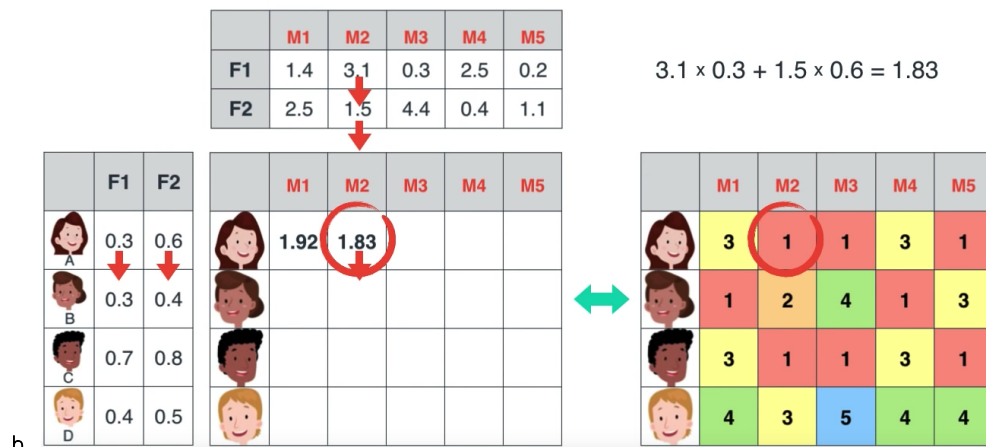 M1 M2 M3 M4 M5
F1 1.4 3.1 0.3 2.5 0.2
F2 2.5 1.5 4.4 0.4 1.1
3.1 x 0.3 + 1.5 x 0.6 = 1.83
F1 F2
A 0.3 0.6
B 0.3 0.4
C 0.7 0.8
D 0.4 0.5
M1 M2 M3 M4 M5
1.92 1.83
M1 M2 M3 M4 M5
3 1 1 3 1
1 2 4 1 3
3 1 1 3 1
4 3 5 4 4